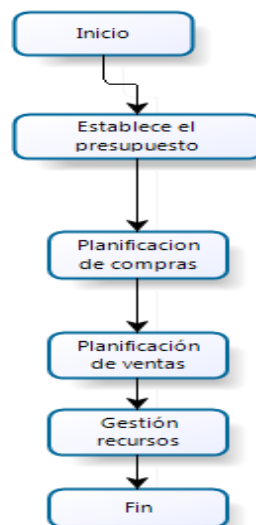 Inicio
Establece el
presupuesto
Planificacion
de compras
Planificación
de ventas
Gestión
recursos
Fin